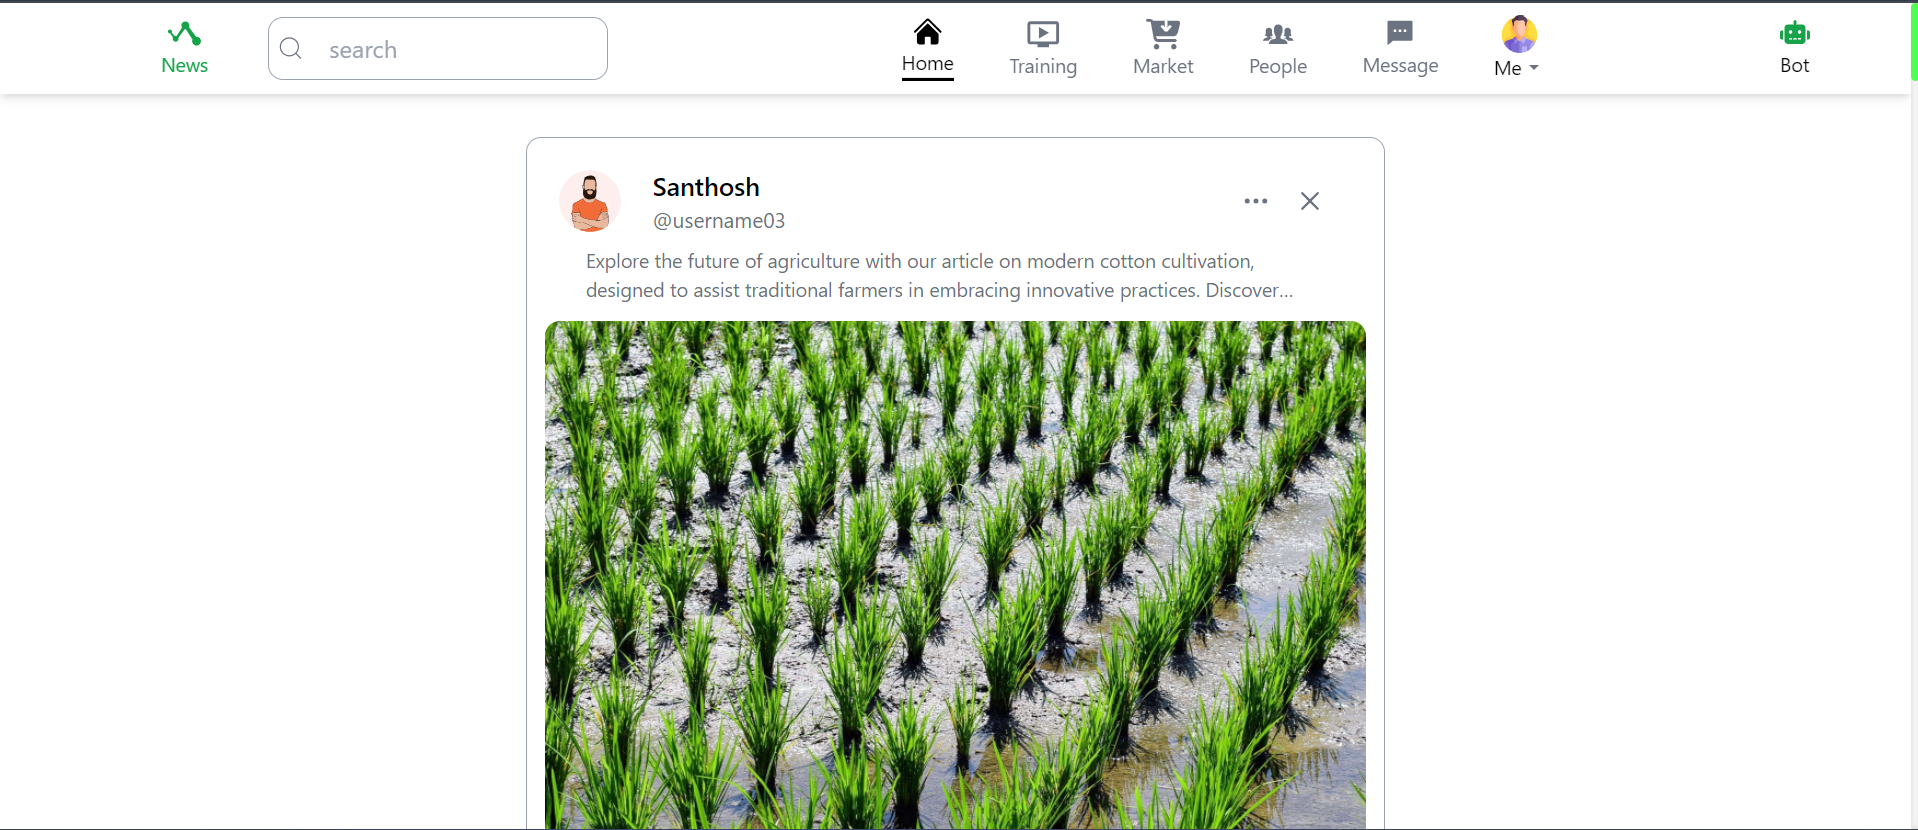 News
search
Home
Training
Market
People
Message
Me
Bot
Santhosh
@username03
Explore the future of agriculture with our article on modern cotton cultivation,
designed to assist traditional farmers in embracing innovative practices. Discover...